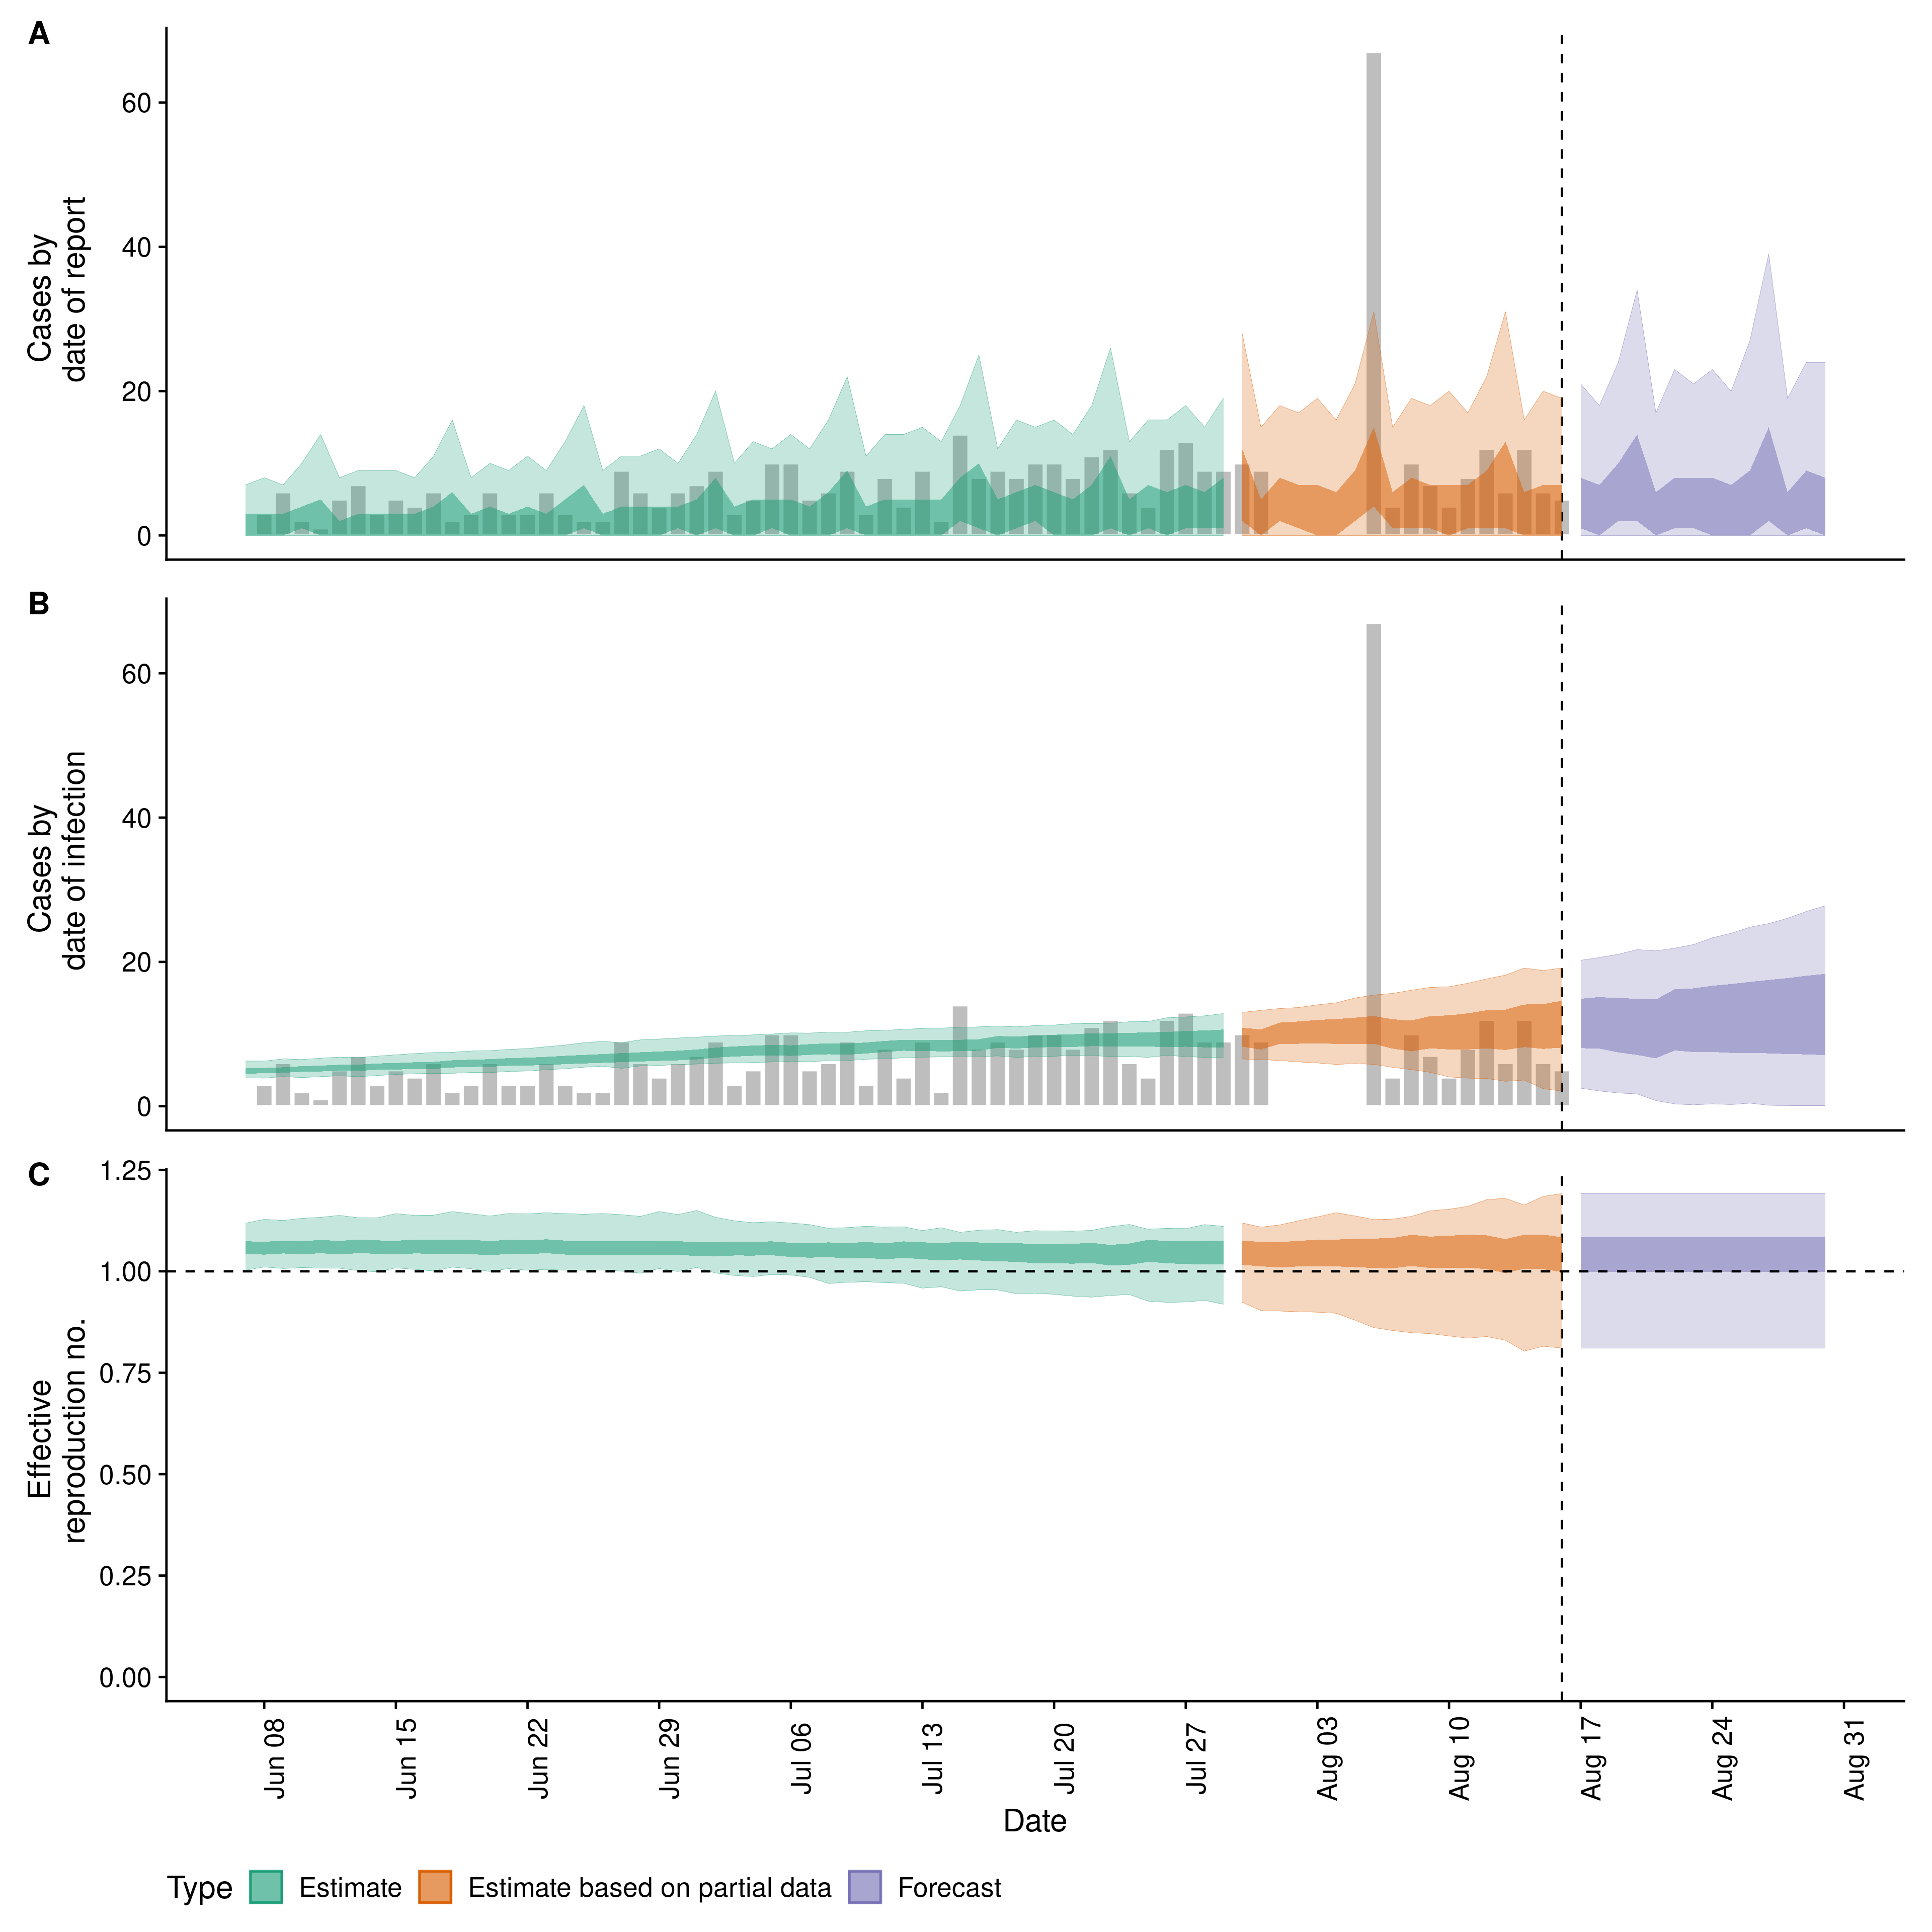 A
Cases by
date of report
60
40
20
0
B
Cases by
date of infection
60
40
20
0
C
Effective
reproduction no.
1.25
1.00
0.75
0.50
0.25
0.00
Jun 08
Jun 15
Jun 22
Jun 29
Jul 06
Jul 13
Jul 20
Jul 27
Aug 03
Aug 10
Aug 17
Aug 24
Aug 31
Date
Type Estimate Estimate based on partial data Forecast